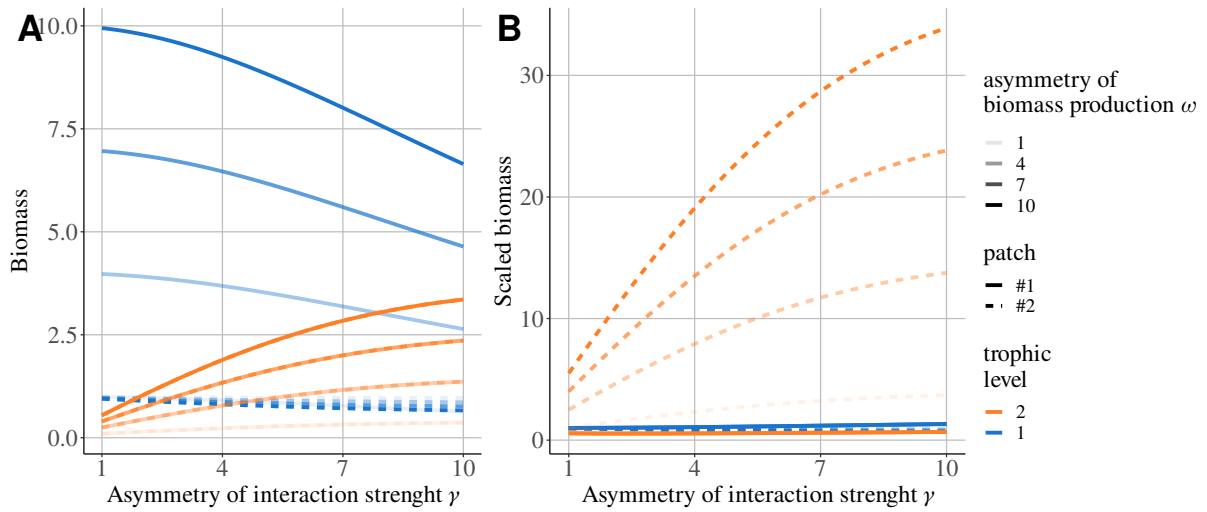 A
B
10.0
7.5
5.0
2.5
0.0
Biomass
1
4
7
10
Asymmetry of interaction strenght γ
30
20
10
0
Scaled biomass
1
4
7
10
Asymmetry of interaction strenght γ
asymmetry of
biomass production ω
1
4
7
10
patch
#1
#2
trophic
level
2
1